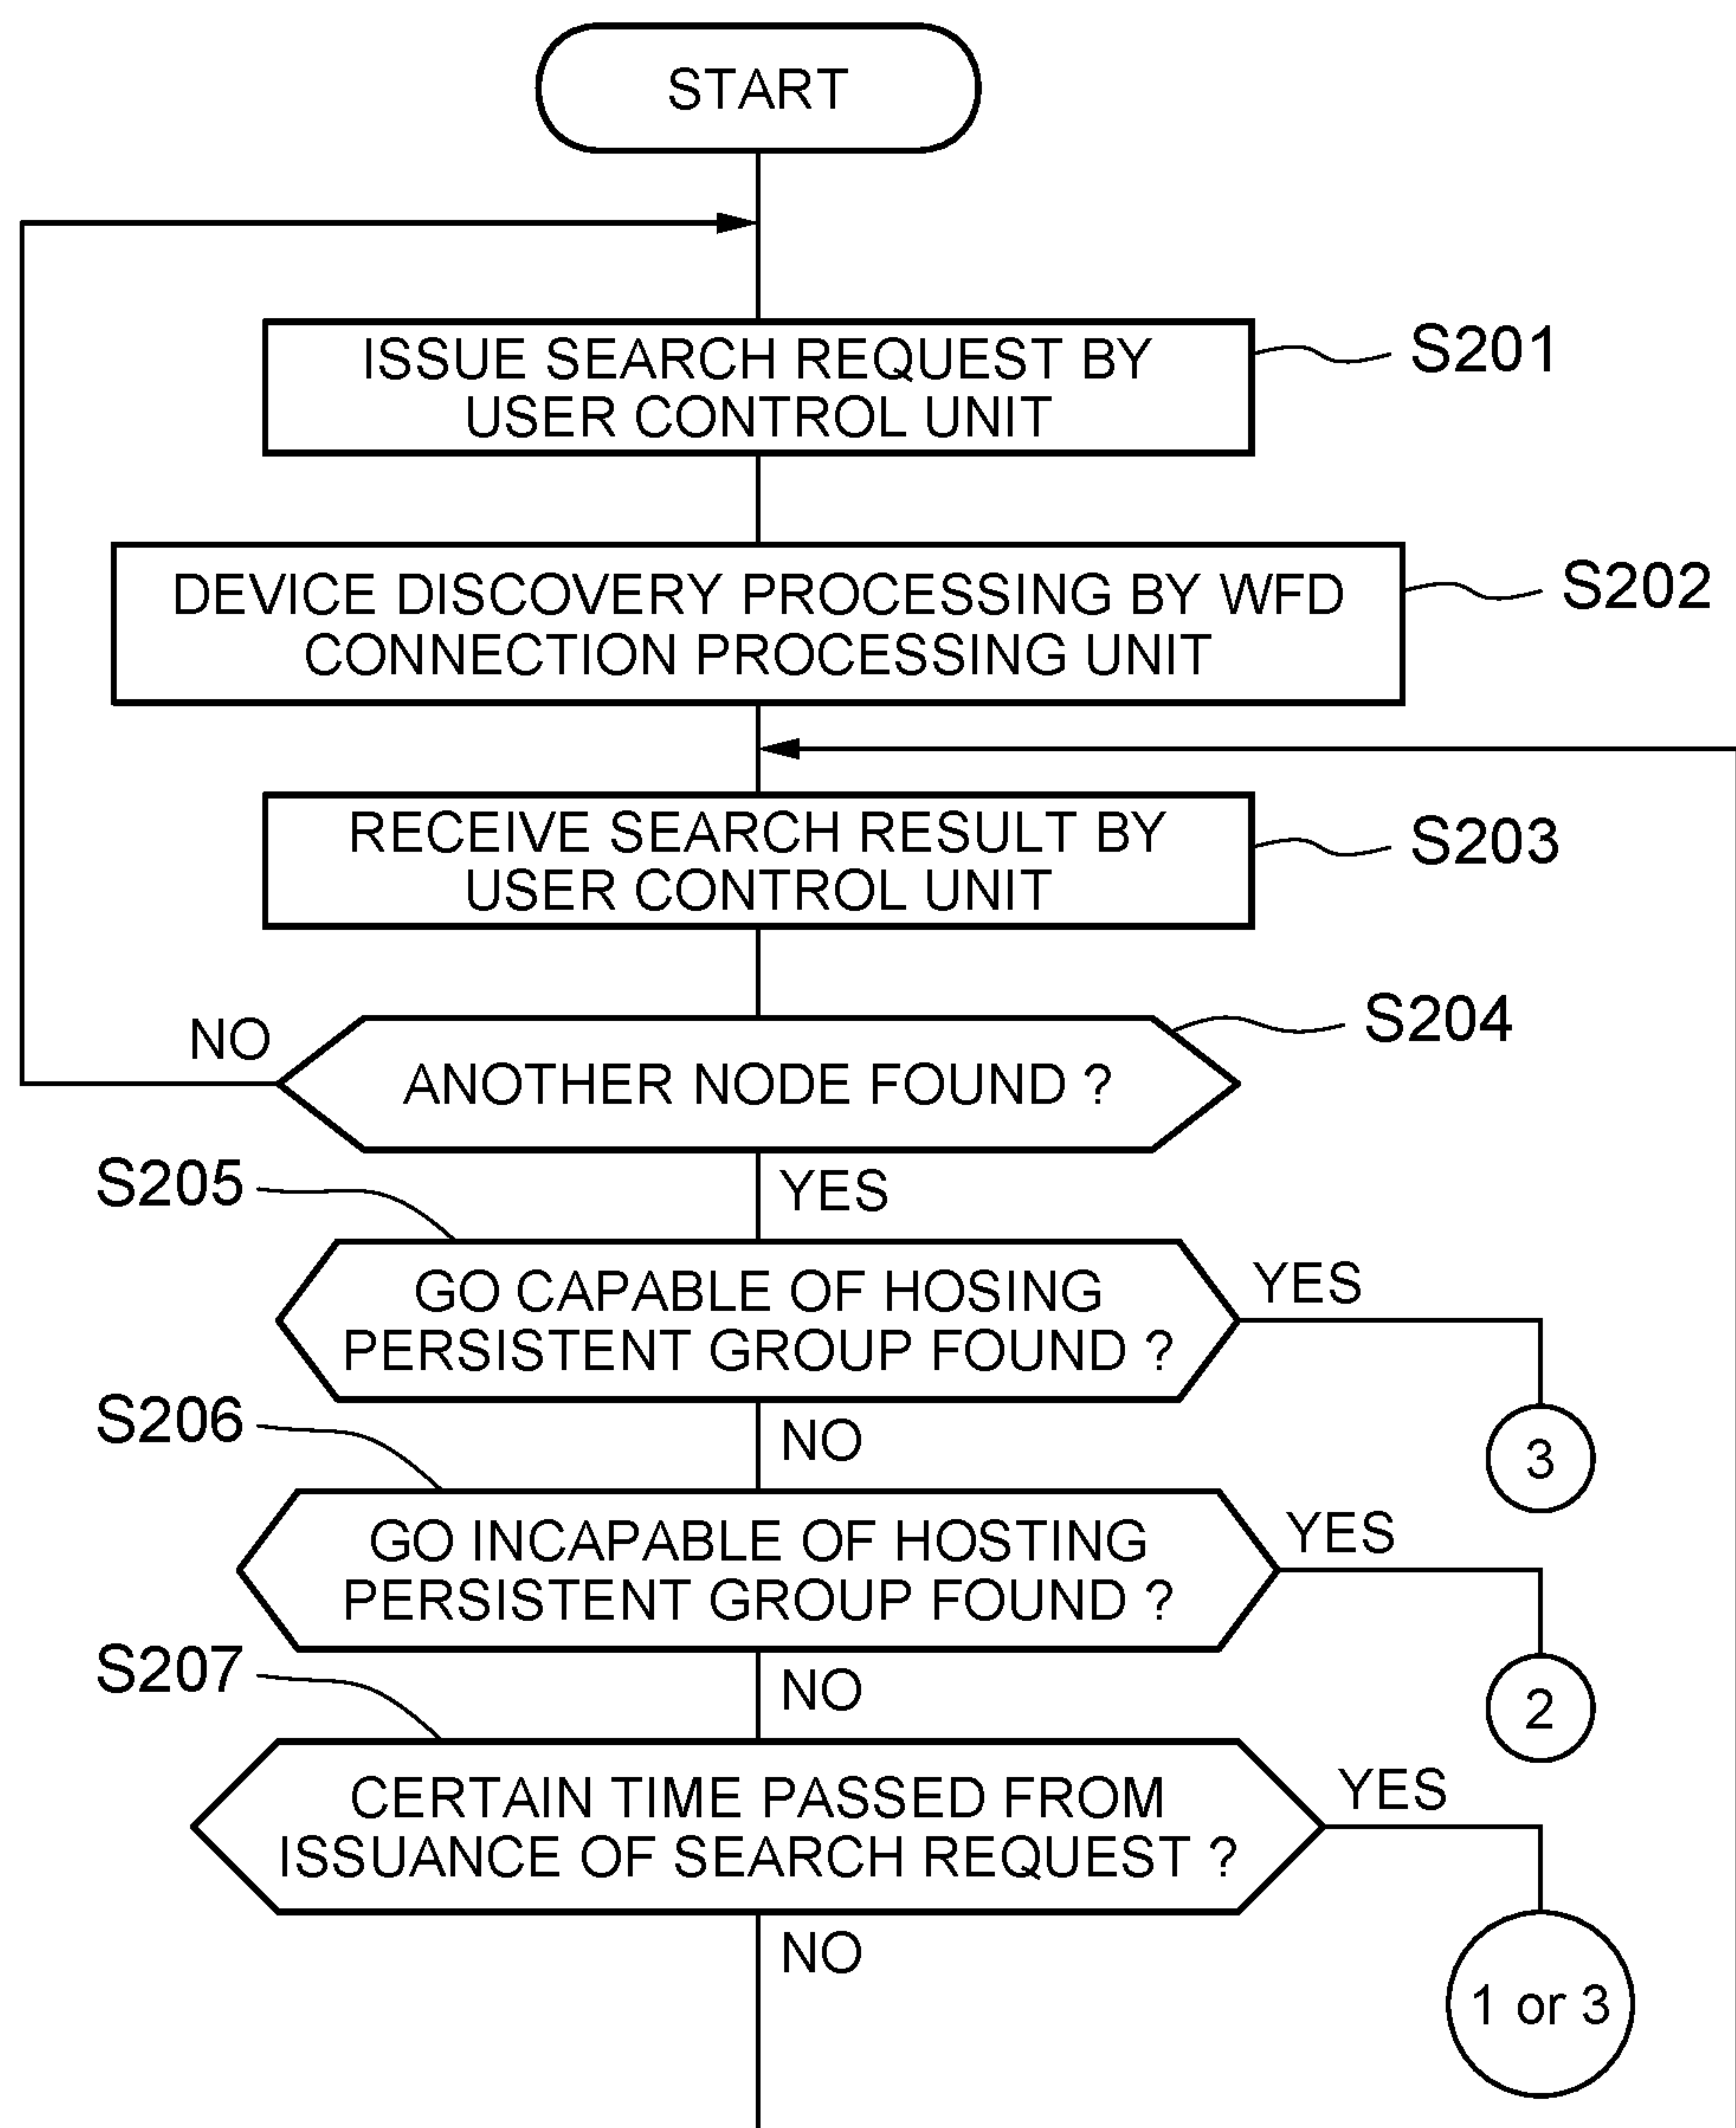 START
ISSUE SEARCH REQUEST BY
USER CONTROL UNIT
S201
DEVICE DISCOVERY PROCESSING BY WFD
CONNECTION PROCESSING UNIT
S202
RECEIVE SEARCH RESULT BY
USER CONTROL UNIT
S203
S204
NO
ANOTHER NODE FOUND ?
S205
YES
GO CAPABLE OF HOSING
PERSISTENT GROUP FOUND ?
YES
3
S206
NO
GO INCAPABLE OF HOSTING
PERSISTENT GROUP FOUND ?
YES
2
S207
NO
CERTAIN TIME PASSED FROM
ISSUANCE OF SEARCH REQUEST ?
YES
NO
1 or 3